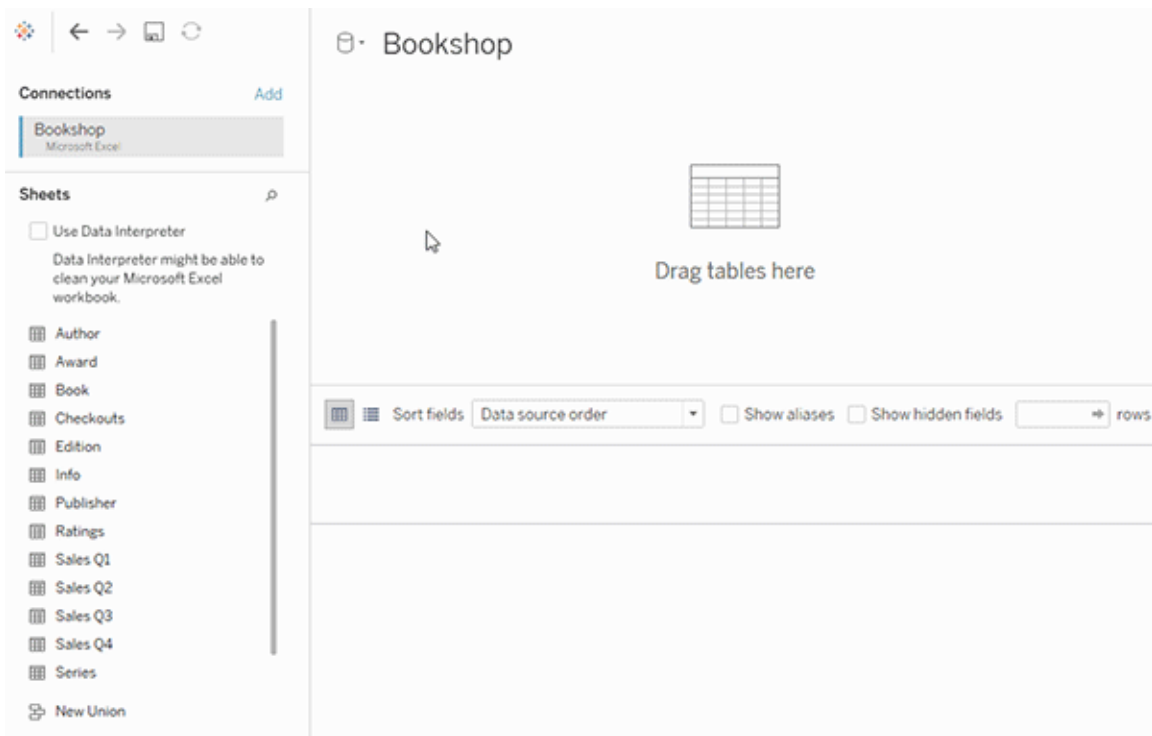 Bookshop
Connections
Add
Bookshop
Microsoft Excel
Sheets
Use Data Interpreter
Data Interpreter might be able to
clean your Microsoft Excel
workbook.
Author
Award
Book
Checkouts
Edition
Info
Publisher
Ratings
Sales Q1
Sales Q2
Sales Q3
Sales Q4
Series
New Union
Drag tables here
Sort fields Data source order Show aliases Show hidden fields rows